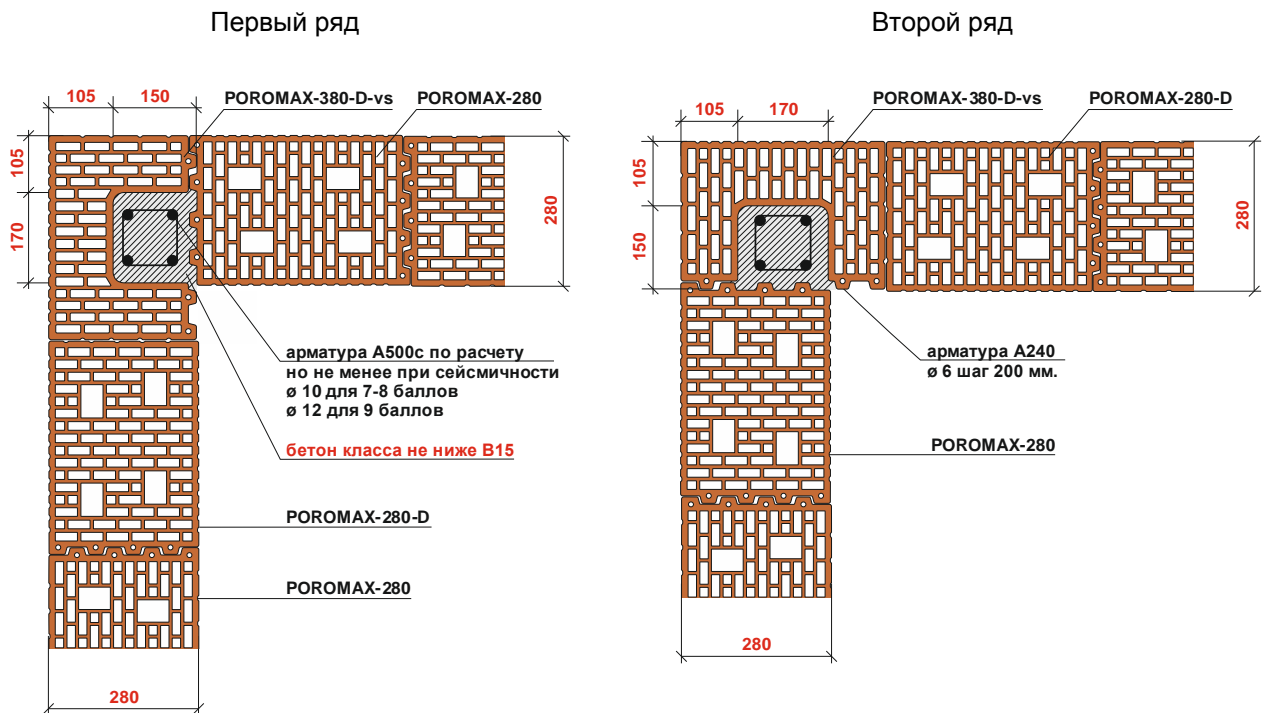 Первый ряд
Второй ряд
105
150
POROMAX-380-D-vs
POROMAX-280
105
170
280
арматура А500с по расчету
но не менее при сейсмичности
ø 10 для 7-8 баллов
ø 12 для 9 баллов
бетон класса не ниже В15
POROMAX-280-D
POROMAX-280
280
105
170
POROMAX-380-D-vs
POROMAX-280-D
105
150
280
арматура А240
ø 6 шаг 200 мм.
POROMAX-280
280